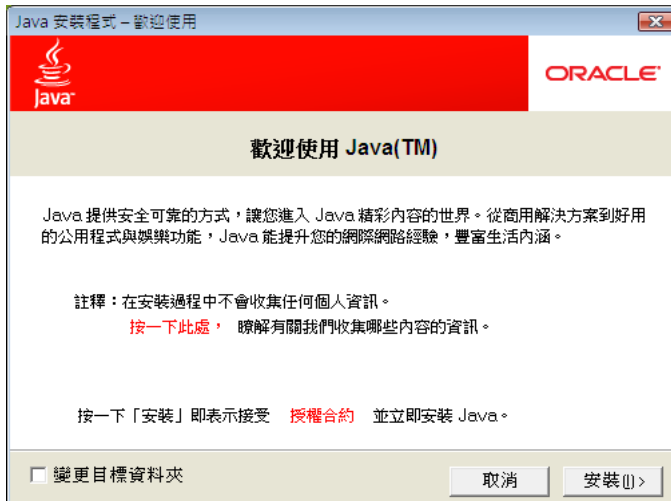 Java 安裝程式 – 歡迎使用
Java
ORACLE
歡迎使用 Java(TM)
Java 提供安全可靠的方式，讓您進入 Java 精彩內容的世界。從商用解決方案到好用
的公用程式與娛樂功能，Java 能提升您的網際網路經驗，豐富生活內涵。
註釋：在安裝過程中不會收集任何個人資訊。
按一下此處， 瞭解有關我們收集哪些內容的資訊。
按一下「安裝」即表示接受 授權合約 並立即安裝 Java。
變更目標資料夾
取消
安裝(I)>